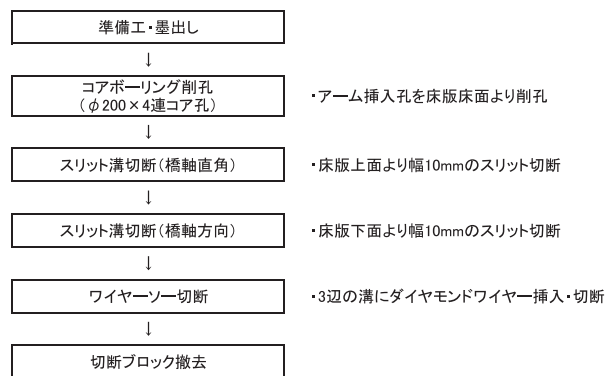 準備工・墨出し
↓
コアボーリング削孔
(φ200×4連コア孔)
・アーム挿入孔を床版床面より削孔
↓
スリット溝切断(橋軸直角)
・床版上面より幅10mmのスリット切断
↓
スリット溝切断(橋軸方向)
・床版下面より幅10mmのスリット切断
↓
ワイヤーソー切断
・3辺の溝にダイヤモンドワイヤー挿入・切断
↓
切断ブロック撤去